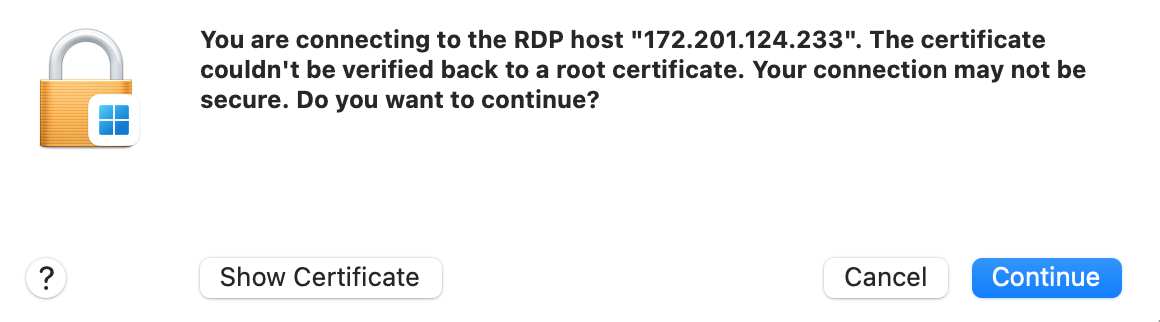 You are connecting to the RDP host "172.201.124.233". The certificate
couldn't be verified back to a root certificate. Your connection may not be
secure. Do you want to continue?
? Show Certificate Cancel Continue